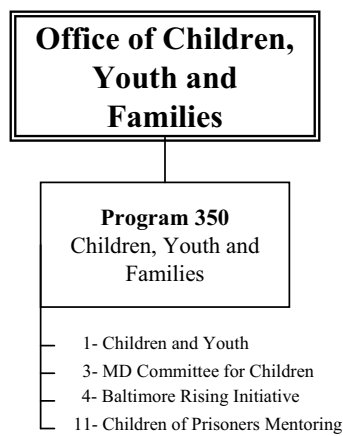 Office of Children,
Youth and
Families
Program 350
Children, Youth and
Families
1- Children and Youth
3- MD Committee for Children
4- Baltimore Rising Initiative
11- Children of Prisoners Mentoring